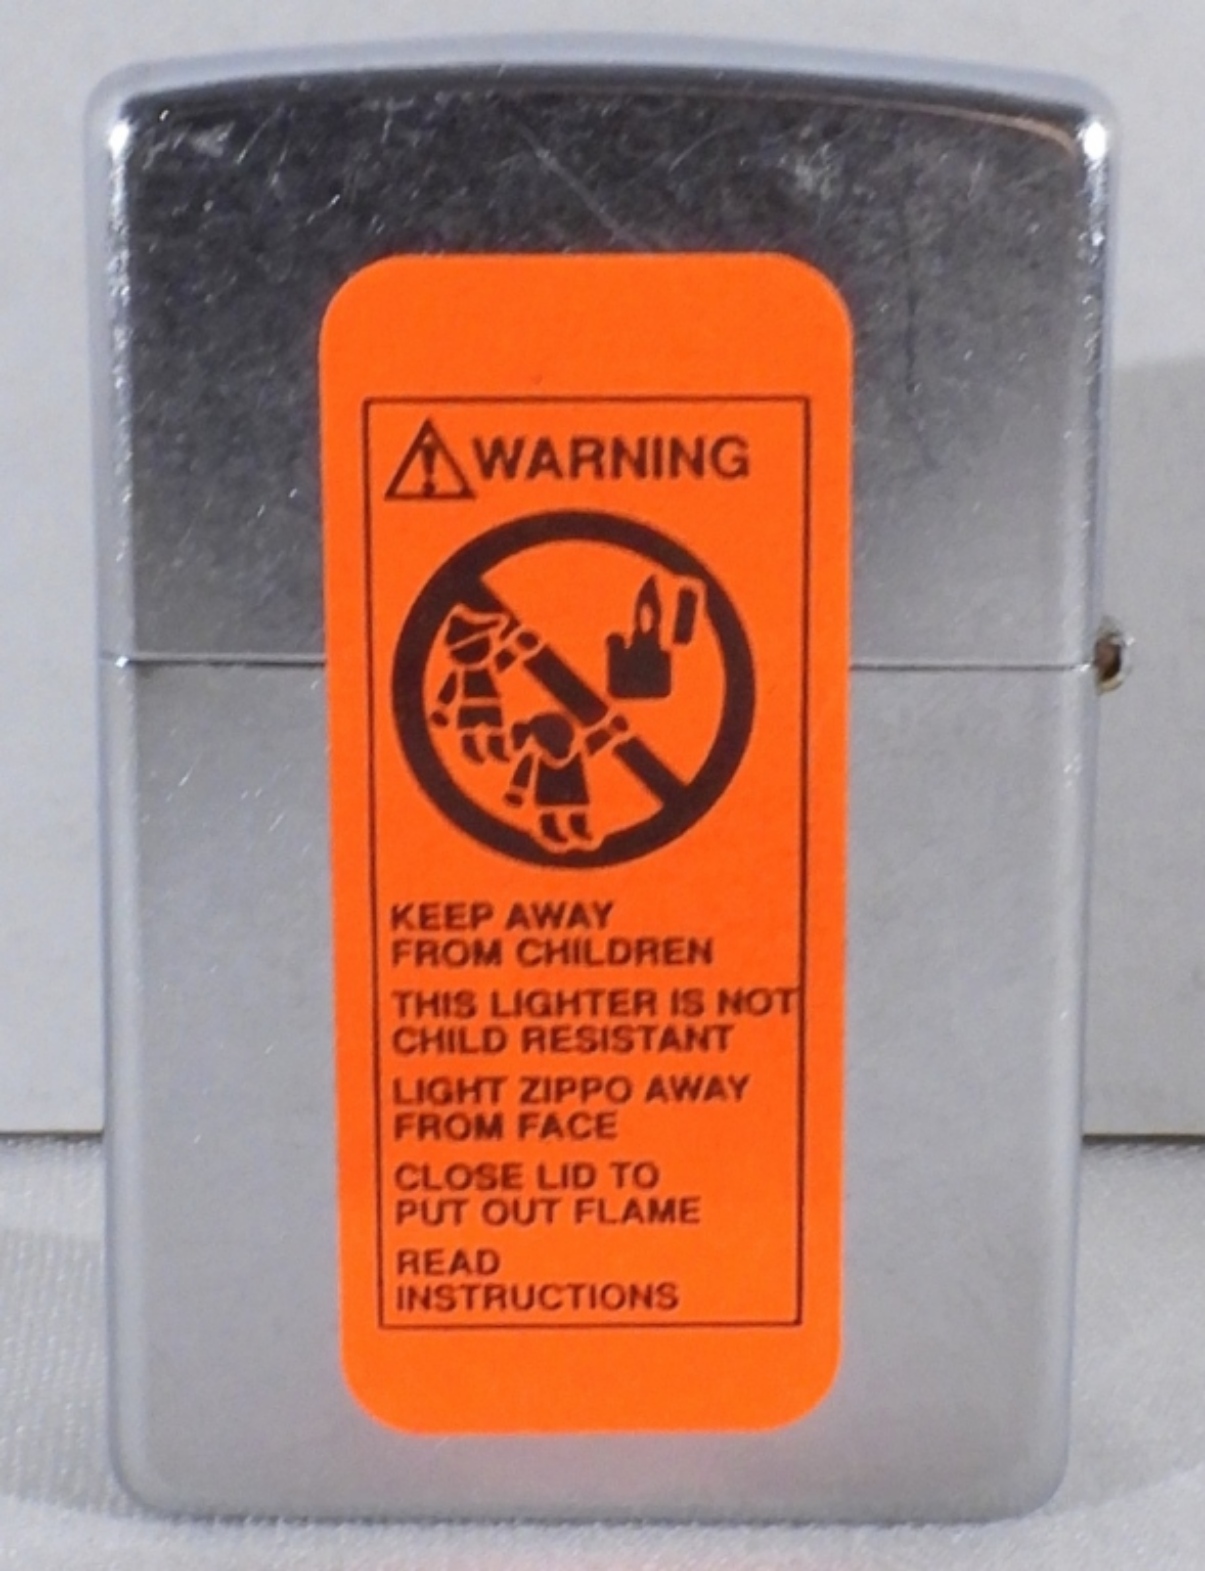 WARNING
KEEP AWAY
FROM CHILDREN
THIS LIGHTER IS NOT
CHILD RESISTANT
LIGHT ZIPPO AWAY
FROM FACE
CLOSE LID TO
PUT OUT FLAME
READ
INSTRUCTIONS